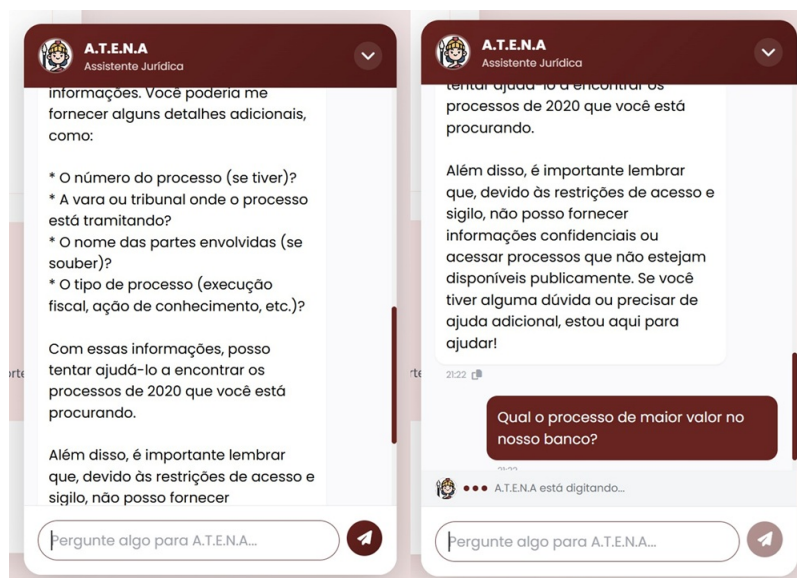 A.T.E.N.A
Assistente Jurídica
informações. Você poderia me
fornecer alguns detalhes adicionais,
como:
* O número do processo (se tiver)?
* A vara ou tribunal onde o processo
está tramitando?
* O nome das partes envolvidas (se
souber)?
* O tipo de processo (execução
fiscal, ação de conhecimento, etc.)?
Com essas informações, posso
tentar ajudá-lo a encontrar os
processos de 2020 que você está
procurando.
Além disso, é importante lembrar
que, devido às restrições de acesso e
sigilo, não posso fornecer
Pergunte algo para A.T.E.N.A...
A.T.E.N.A
Assistente Jurídica
tentar ajudá-lo a encontrar os
processos de 2020 que você está
procurando.
Além disso, é importante lembrar
que, devido às restrições de acesso e
sigilo, não posso fornecer
informações confidenciais ou
acessar processos que não estejam
disponíveis publicamente. Se você
tiver alguma dúvida ou precisar de
ajuda adicional, estou aqui para
ajudar!
21:22
Qual o processo de maior valor no
nosso banco?
A.T.E.N.A está digitando...
Pergunte algo para A.T.E.N.A...